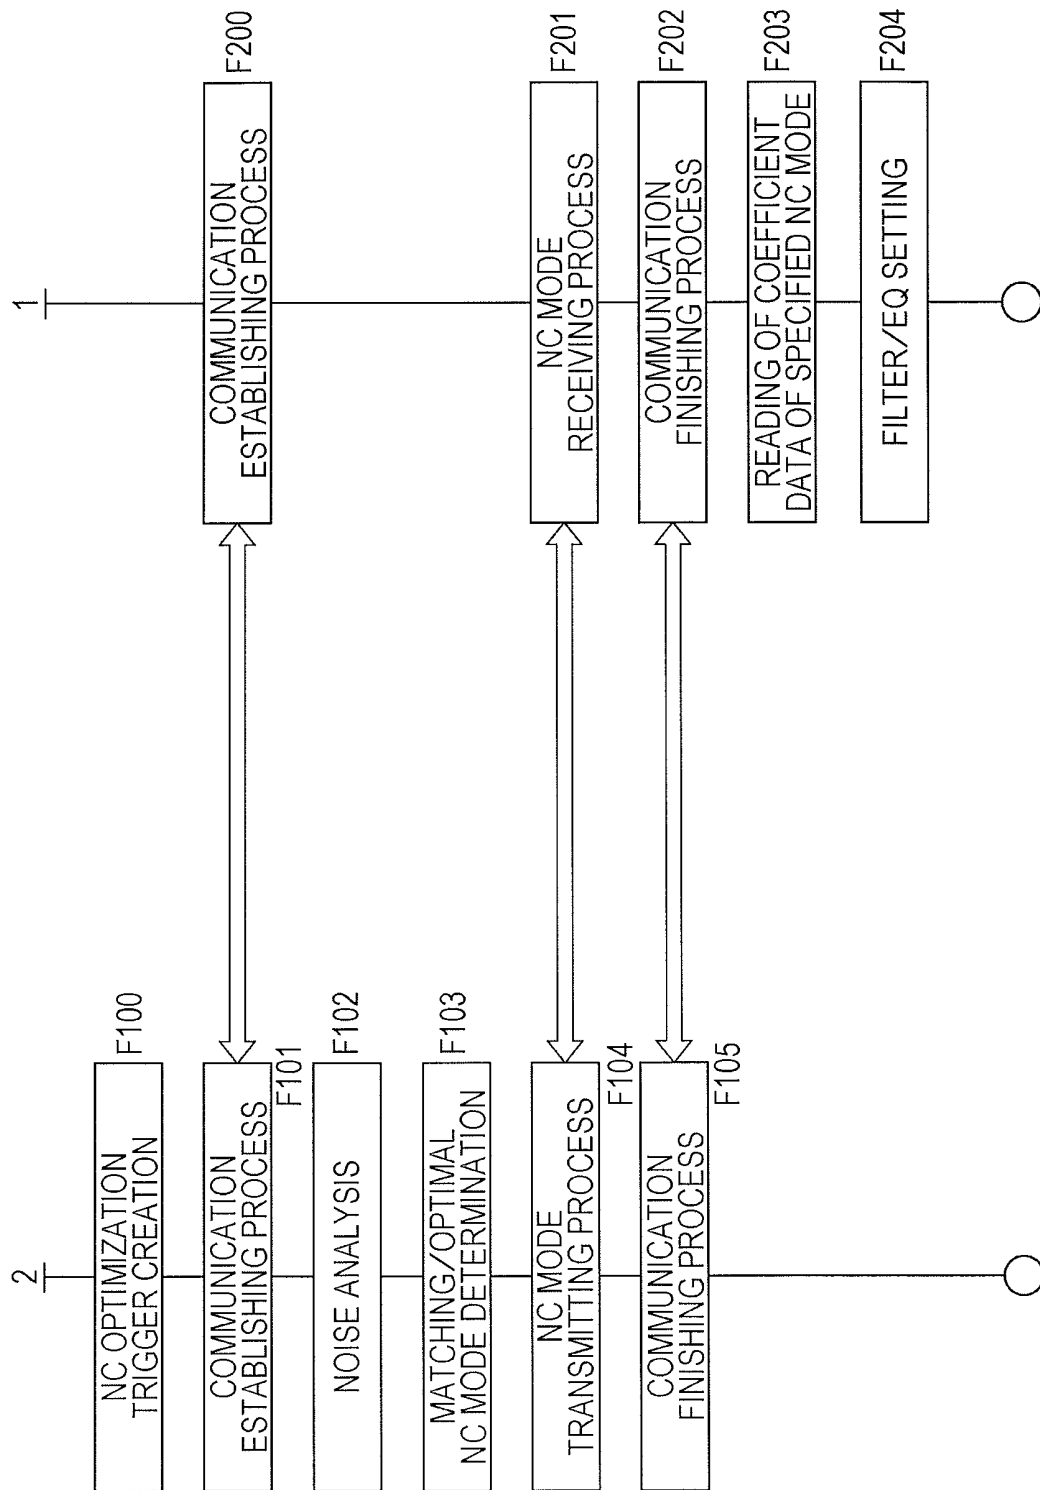 2
NC OPTIMIZATION
TRIGGER CREATION
F100
COMMUNICATION
ESTABLISHING PROCESS
F101
NOISE ANALYSIS
F102
MATCHING/OPTIMAL
NC MODE DETERMINATION
F103
NC MODE
TRANSMITTING PROCESS
F104
COMMUNICATION
FINISHING PROCESS
F105
1
COMMUNICATION
ESTABLISHING PROCESS
F200
NC MODE
RECEIVING PROCESS
F201
COMMUNICATION
FINISHING PROCESS
F202
READING OF COEFFICIENT
DATA OF SPECIFIED NC MODE
F203
FILTER/EQ SETTING
F204